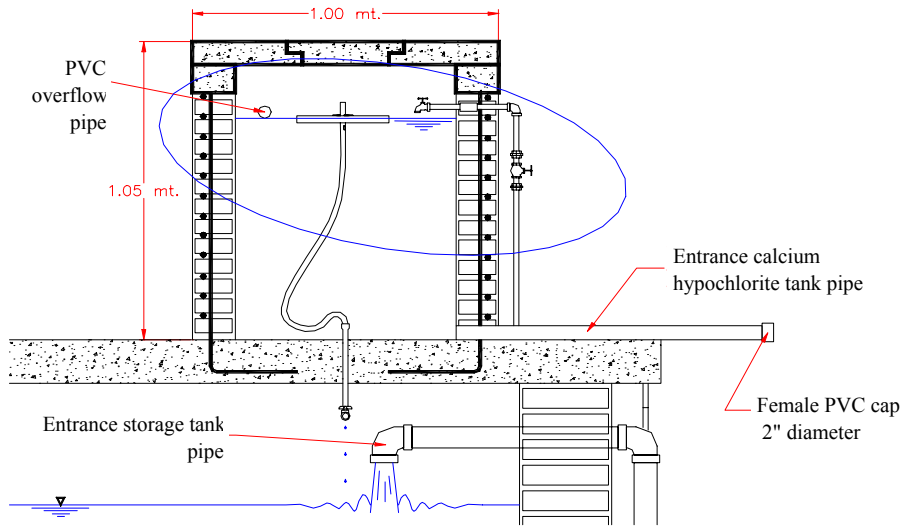 1.00 mt.
PVC
overflow
pipe
1.05 mt.
Entrance calcium
hypochlorite tank pipe
Entrance storage tank
pipe
Female PVC cap
2" diameter